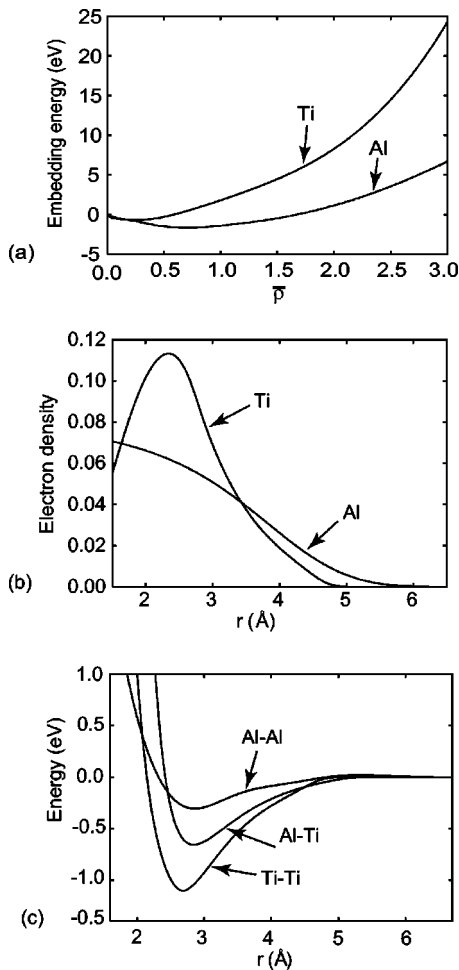 25
20
15
10
5
0
-5
Embedding energy (eV)
Ti
Al
(a)
0.0 0.5 1.0 1.5 2.0 2.5 3.0
ρ̅
0.12
0.10
0.08
0.06
0.04
0.02
0.00
Electron density
Ti
Al
(b)
2 3 4 5 6
r (Å)
1.0
0.5
0.0
-0.5
-1.0
-0.5
Energy (eV)
Al-Al
Al-Ti
Ti-Ti
(c)
2 3 4 5 6
r (Å)